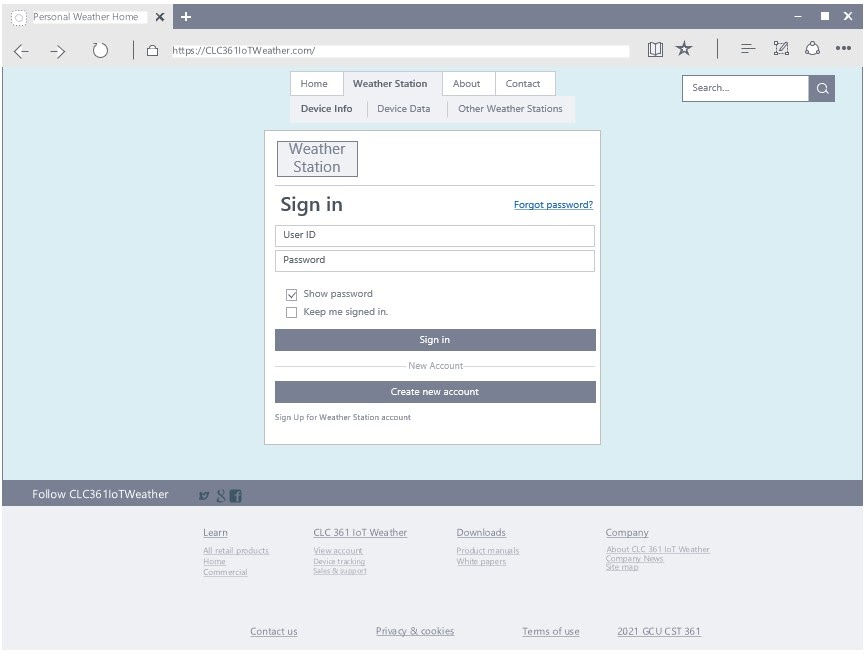 Personal Weather Home
https://CLC361IoTWeather.com/
Home Weather Station About Contact
Search...
Device Info Device Data Other Weather Stations
Weather
Station
Sign in Forgot password?
User ID
Password
Show password
Keep me signed in.
Sign in
New Account
Create new account
Sign Up for Weather Station account
Follow CLC361IoTWeather
Learn CLC 361 IoT Weather Downloads Company
All retail products View account Product manuals About CLC 361 IoT Weather
Home Device tracking White papers Company News
Commercial Sales & support Site map
Contact us Privacy & cookies Terms of use 2021 GCU CST 361